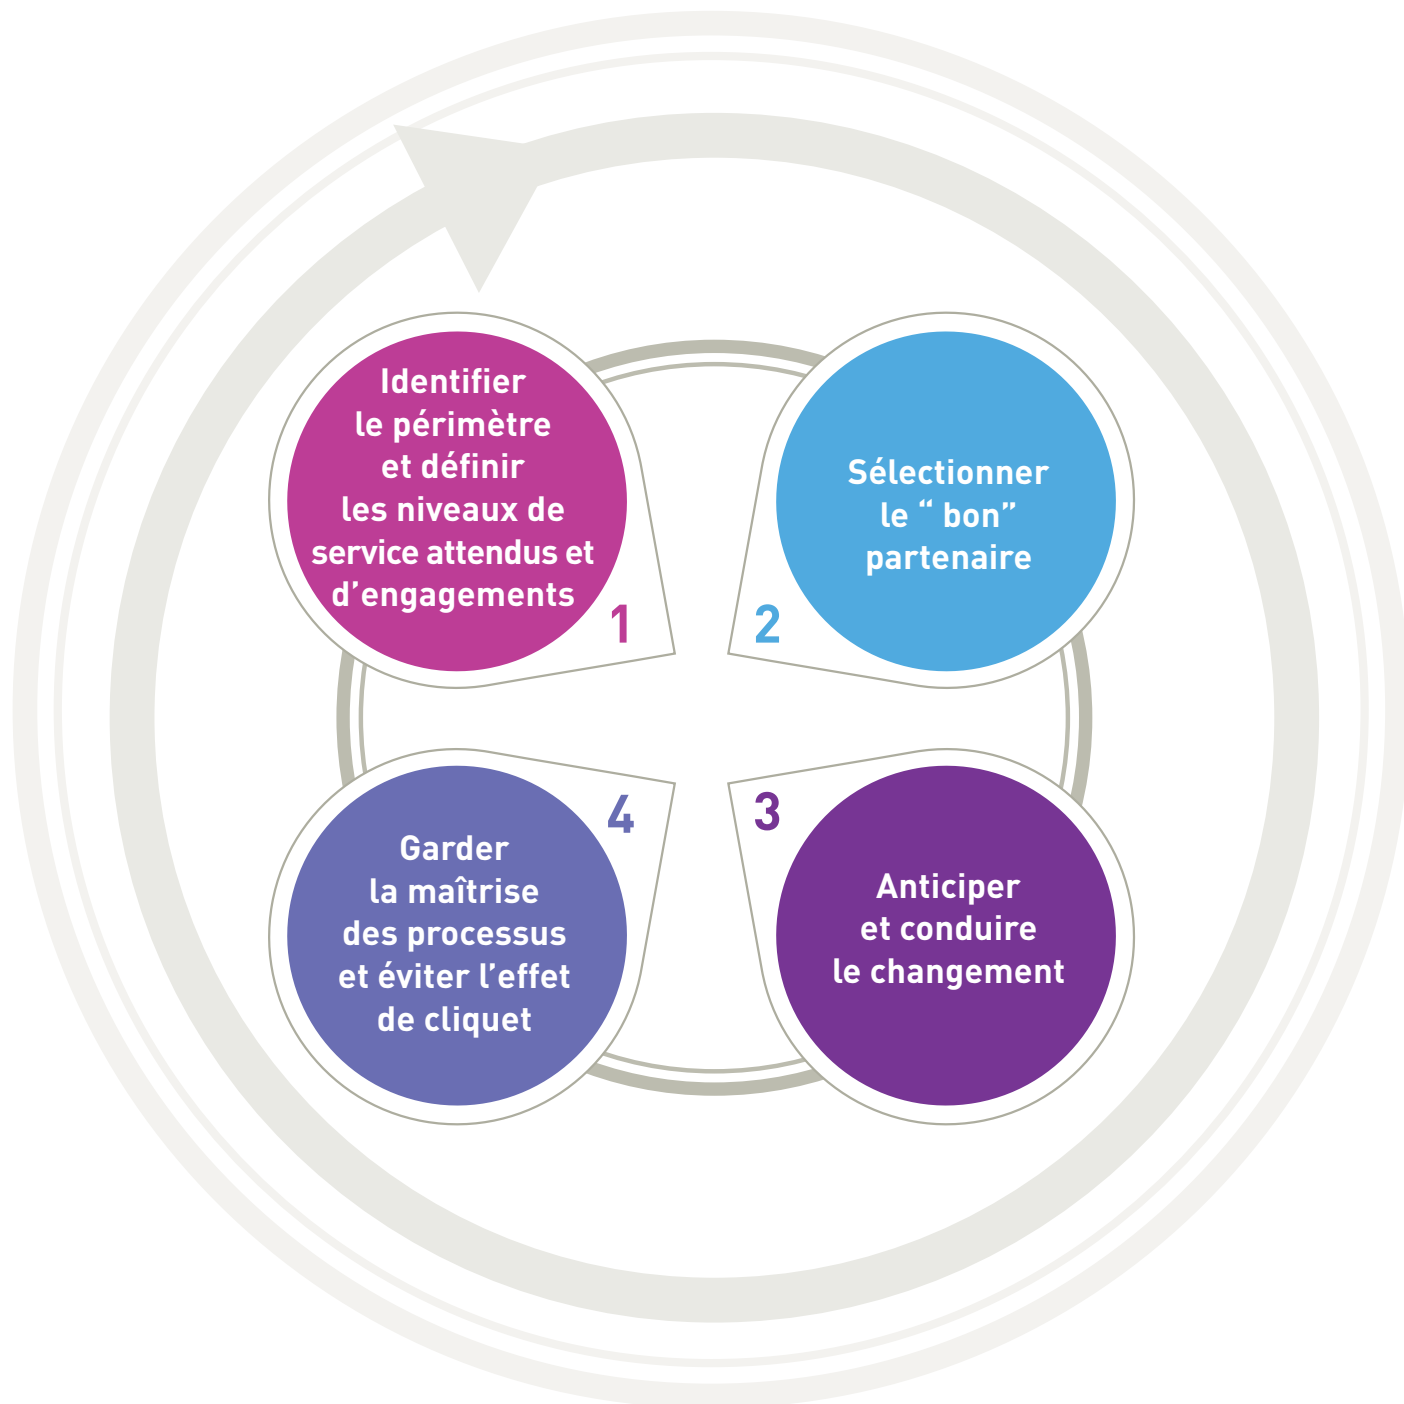 Identifier
le périmètre
et définir
les niveaux de
service attendus et
d’engagements
1
Sélectionner
le “ bon”
partenaire
2
3
Anticiper
et conduire
le changement
4
Garder
la maîtrise
des processus
et éviter l’effet
de cliquet